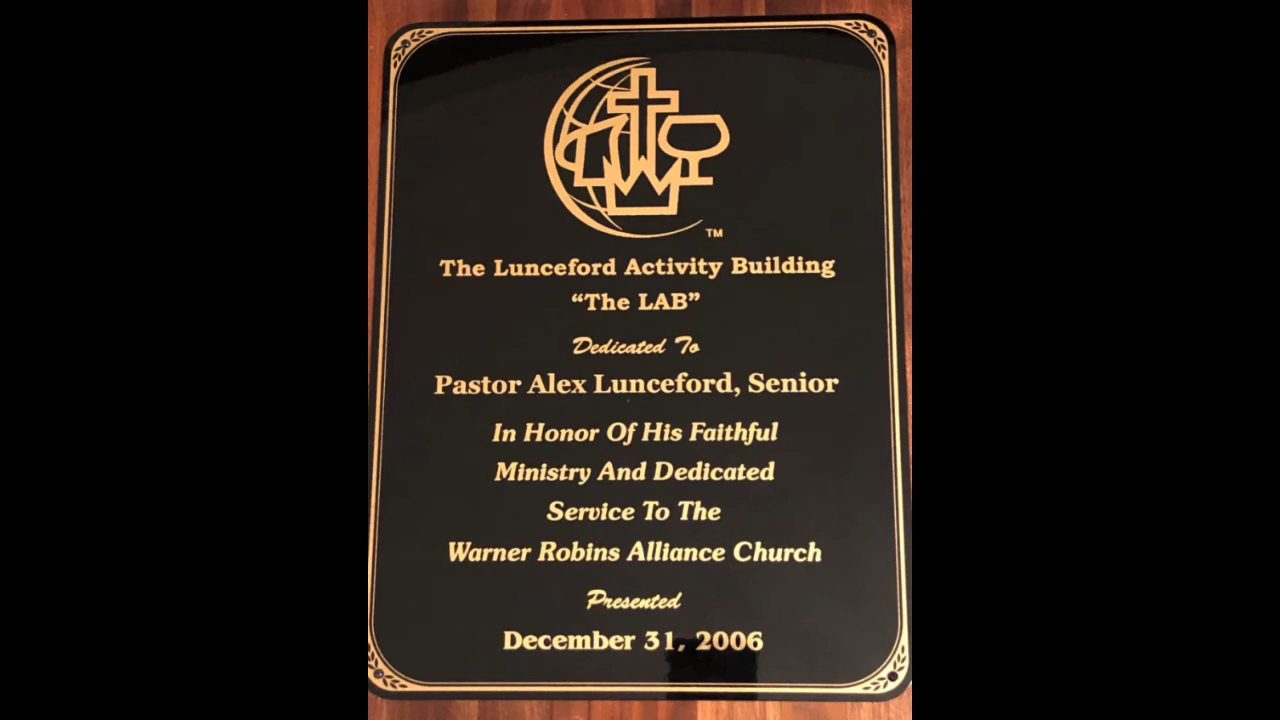 TM
The Lunceford Activity Building
“The LAB”
Dedicated To
Pastor Alex Lunceford, Senior
In Honor Of His Faithful
Ministry And Dedicated
Service To The
Warner Robins Alliance Church
Presented
December 31, 2006